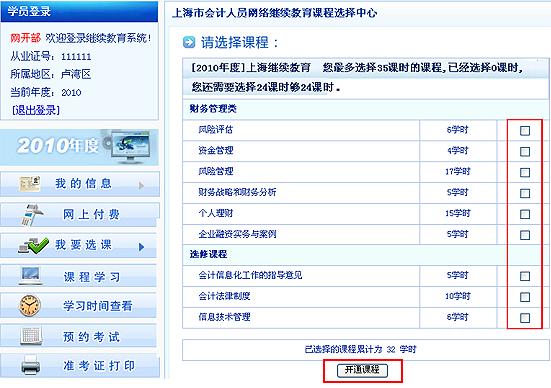 学员登录
网开部 欢迎登录继续教育系统!
从业证号：111111
所属地区：卢湾区
当前年度：2010
[退出登录]
2010年度
我的信息
网上付费
我要选课
课程学习
学习时间查看
预约考试
准考证打印
上海市会计人员网络继续教育课程选择中心
请选择课程：
[2010年度]上海继续教育 您最多选择35课时的课程,已经选择0课时,
您还需要选择24课时够24课时。
财务管理类
风险评估 6学时
资金管理 4学时
风险管理 17学时
财务战略和财务分析 5学时
个人理财 15学时
企业融资实务与案例 5学时
选修课程
会计信息化工作的指导意见 5学时
会计法律制度 10学时
信息技术管理 6学时
已选择的课程累计为 32 学时
开通课程